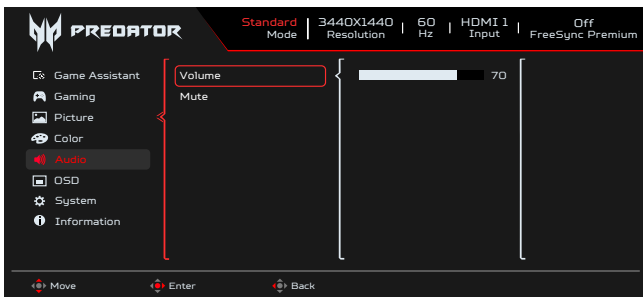 PREDATOR
Standard Mode
3440X1440 Resolution
60 Hz
HDMI 1 Input
Off FreeSync Premium
Game Assistant
Gaming
Picture
Color
Audio
OSD
System
Information
Volume
Mute
70
Move
Enter
Back